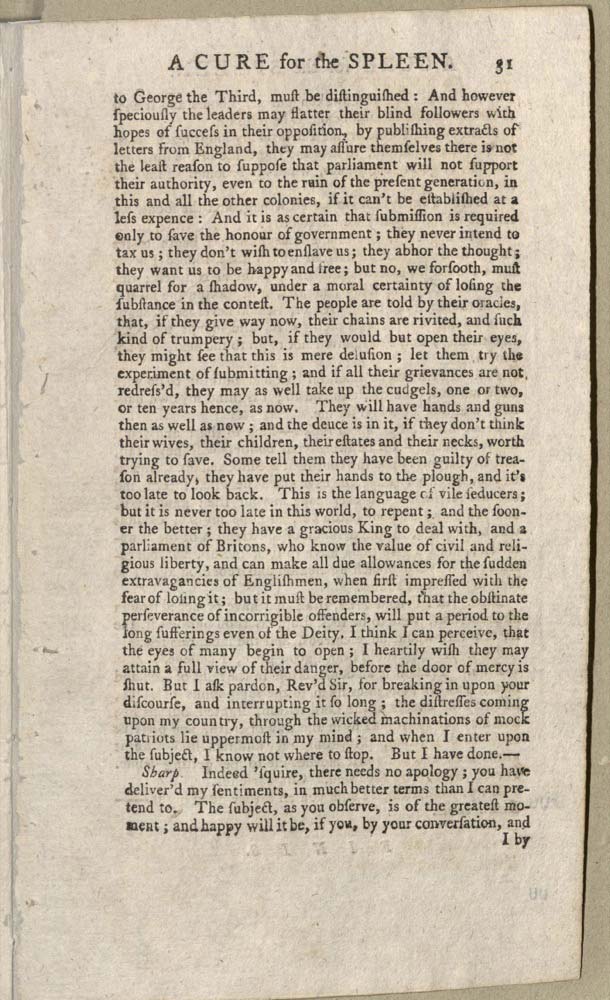 A CURE for the SPLEEN. 31
to George the Third, muſt be diſtinguiſhed : And however
ſpeciouſly the leaders may flatter their blind followers with
hopes of ſucceſs in their oppoſition, by publiſhing extracts of
letters from England, they may aſſure themſelves there is not
the leaſt reaſon to ſuppoſe that parliament will not ſupport
their authority, even to the ruin of the preſent generation, in
this and all the other colonies, if it can't be eſtabliſhed at a
leſs expence : And it is as certain that ſubmiſſion is required
only to ſave the honour of government ; they never intend to
tax us ; they don't wiſh to enſlave us ; they abhor the thought ;
they want us to be happy and free ; but no, we forſooth, muſt
quarrel for a ſhadow, under a moral certainty of loſing the
ſubſtance in the conteſt. The people are told by their oracles,
that, if they give way now, their chains are rivited, and ſuch
kind of trumpery ; but, if they would but open their eyes,
they might ſee that this is mere deluſion ; let them try the
experiment of ſubmitting ; and if all their grievances are not
redreſs'd, they may as well take up the cudgels, one or two,
or ten years hence, as now. They will have hands and guns
then as well as now ; and the deuce is in it, if they don't think
their wives, their children, their eſtates and their necks, worth
trying to ſave. Some tell them they have been guilty of trea-
ſon already, they have put their hands to the plough, and it's
too late to look back. This is the language of vile ſeducers ;
but it is never too late in this world, to repent ; and the ſoon-
er the better ; they have a gracious King to deal with, and a
parliament of Britons, who know the value of civil and reli-
gious liberty, and can make all due allowances for the ſudden
extravagancies of Engliſhmen, when firſt impreſſed with the
fear of loſing it ; but it muſt be remembered, that the obſtinate
perſeverance of incorrigible offenders, will put a period to the
long ſufferings even of the Deity. I think I can perceive, that
the eyes of many begin to open ; I heartily wiſh they may
attain a full view of their danger, before the door of mercy is
ſhut. But I aſk pardon, Rev'd Sir, for breaking in upon your
diſcourſe, and interrupting it ſo long ; the diſtreſſes coming
upon my country, through the wicked machinations of mock
patriots lie uppermoſt in my mind ; and when I enter upon
the ſubject, I know not where to ſtop. But I have done.—
Sharp. Indeed 'ſquire, there needs no apology ; you have
deliver'd my ſentiments, in much better terms than I can pre-
tend to. The ſubject, as you obſerve, is of the greateſt mo-
ment ; and happy will it be, if you, by your converſation, and
I by